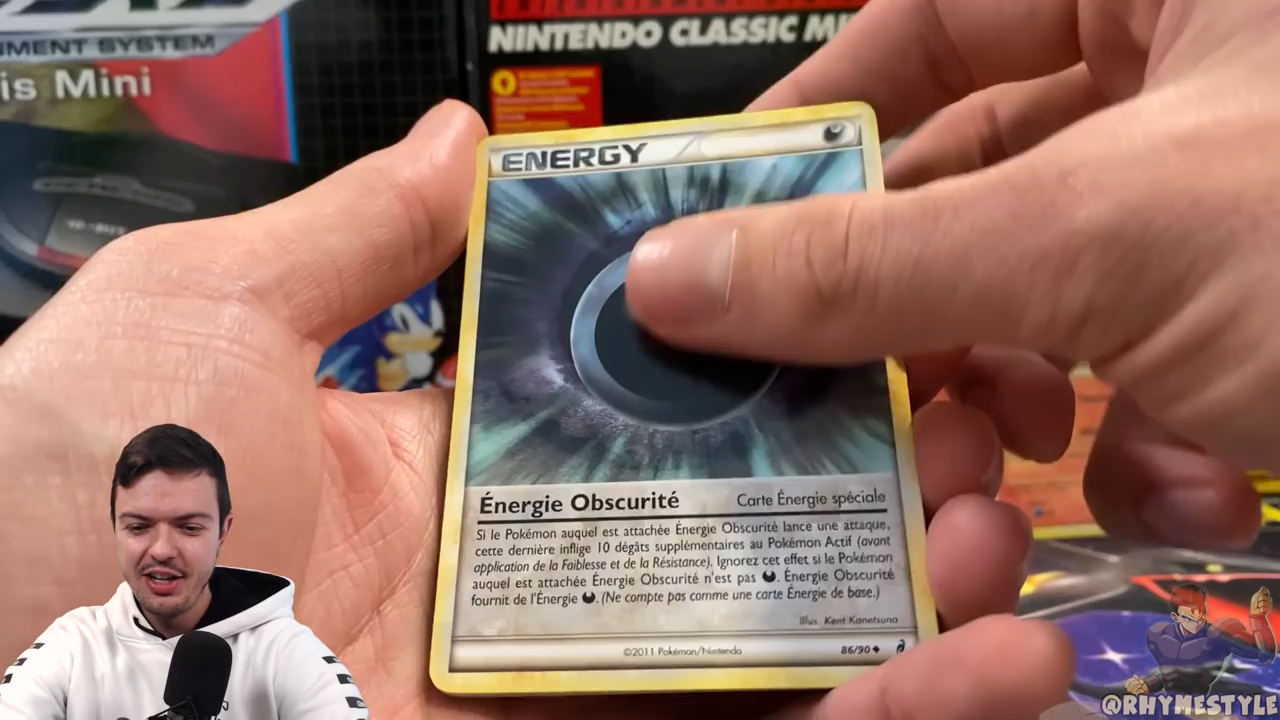 NMENT SYSTEM
is Mini
ENTERTAINMENT
NINTENDO CLASSIC MI
ENERGY
Énergie Obscurité
Carte Énergie spéciale
Si le Pokémon auquel est attachée Énergie Obscurité lance une attaque,
cette dernière inflige 10 dégâts supplémentaires au Pokémon Actif (avant
application de la Faiblesse et de la Résistance). Ignorez cet effet si le Pokémon
auquel est attachée Énergie Obscurité n'est pas . Énergie Obscurité
fournit de l'Énergie . (Ne compte pas comme une carte Énergie de base.)
Illus. Kent Kanetsuna
©2011 Pokémon/Nintendo
86/90
@RHYMESTYLE